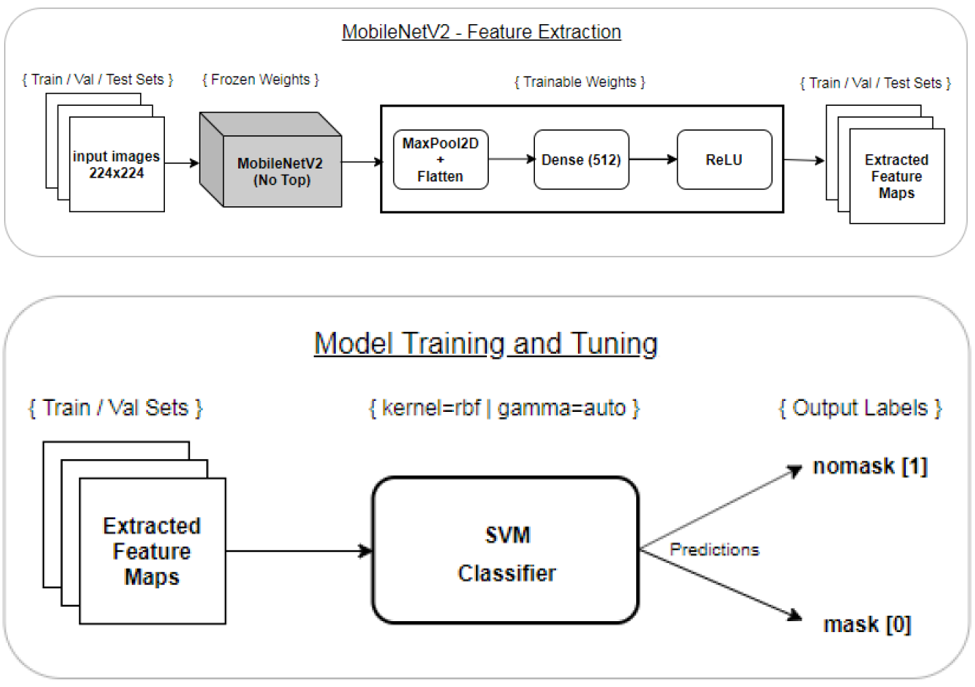 MobileNetV2 - Feature Extraction
{ Train / Val / Test Sets }
{ Frozen Weights }
{ Trainable Weights }
{ Train / Val / Test Sets }
input images
224x224
MobileNetV2
(No Top)
MaxPool2D
+
Flatten
Dense (512)
ReLU
Extracted
Feature
Maps
Model Training and Tuning
{ Train / Val Sets }
{ kernel=rbf | gamma=auto }
{ Output Labels }
Extracted
Feature
Maps
SVM
Classifier
Predictions
nomask [1]
mask [0]